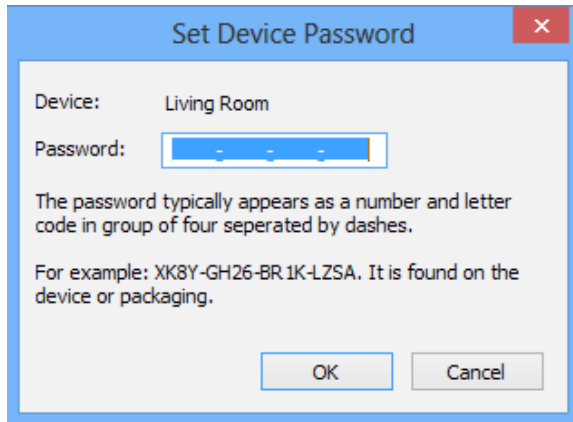 Set Device Password
Device: Living Room
Password: - - -
The password typically appears as a number and letter
code in group of four seperated by dashes.
For example: XK8Y-GH26-BR1K-LZSA. It is found on the
device or packaging.
OK Cancel